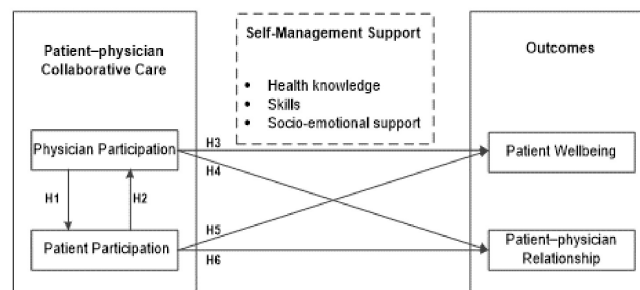 Patient–physician
Collaborative Care
Self-Management Support
• Health knowledge
• Skills
• Socio-emotional support
Outcomes
Physician Participation
H3
H4
Patient Wellbeing
H1
H2
Patient Participation
H5
H6
Patient–physician
Relationship